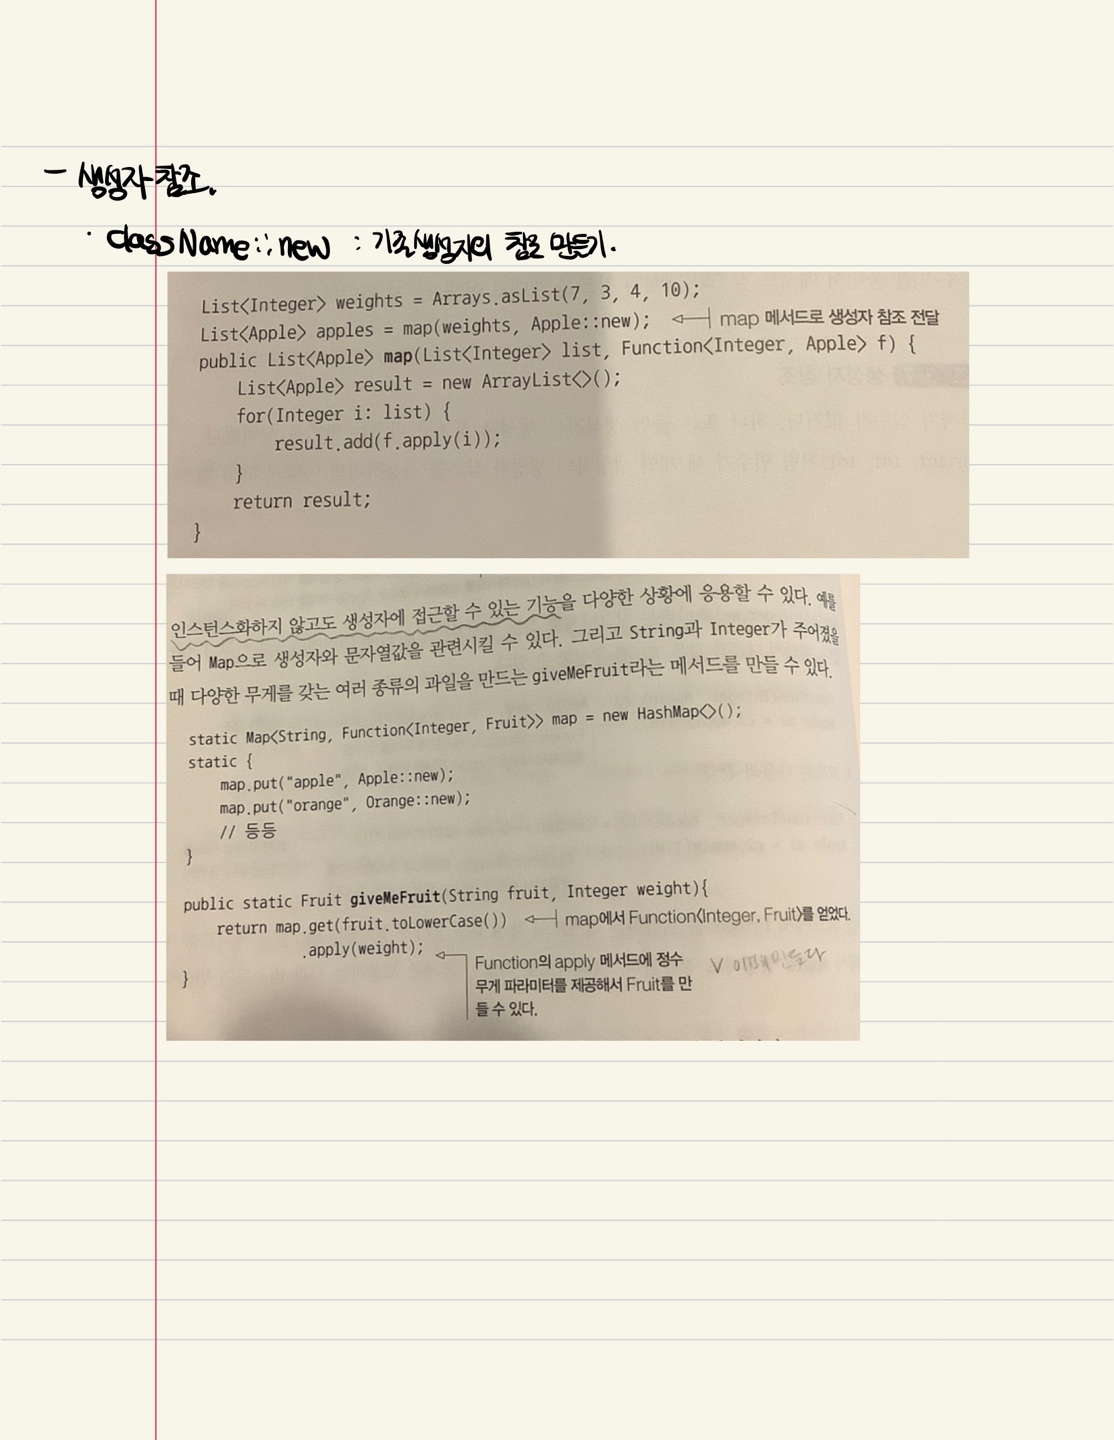 - 생성자 참조.
· className::new : 기존 생성자의 참조 만들기.
List<Integer> weights = Arrays.asList(7, 3, 4, 10);
List<Apple> apples = map(weights, Apple::new); map 메서드로 생성자 참조 전달
public List<Apple> map(List<Integer> list, Function<Integer, Apple> f) {
List<Apple> result = new ArrayList<>();
for(Integer i: list) {
result.add(f.apply(i));
}
return result;
}
인스턴스화하지 않고도 생성자에 접근할 수 있는 기능을 다양한 상황에 응용할 수 있다. 예를
들어 Map으로 생성자와 문자열값을 관련시킬 수 있다. 그리고 String과 Integer가 주어졌을
때 다양한 무게를 갖는 여러 종류의 과일을 만드는 giveMeFruit라는 메서드를 만들 수 있다.
static Map<String, Function<Integer, Fruit>> map = new HashMap<>();
static {
map.put("apple", Apple::new);
map.put("orange", Orange::new);
// 등등
}
public static Fruit giveMeFruit(String fruit, Integer weight){
return map.get(fruit.toLowerCase()) map에서 Function<Integer, Fruit>를 얻었다.
.apply(weight);
}
Function의 apply 메서드에 정수
무게 파라미터를 제공해서 Fruit를 만
들 수 있다.
V 이때 만들다